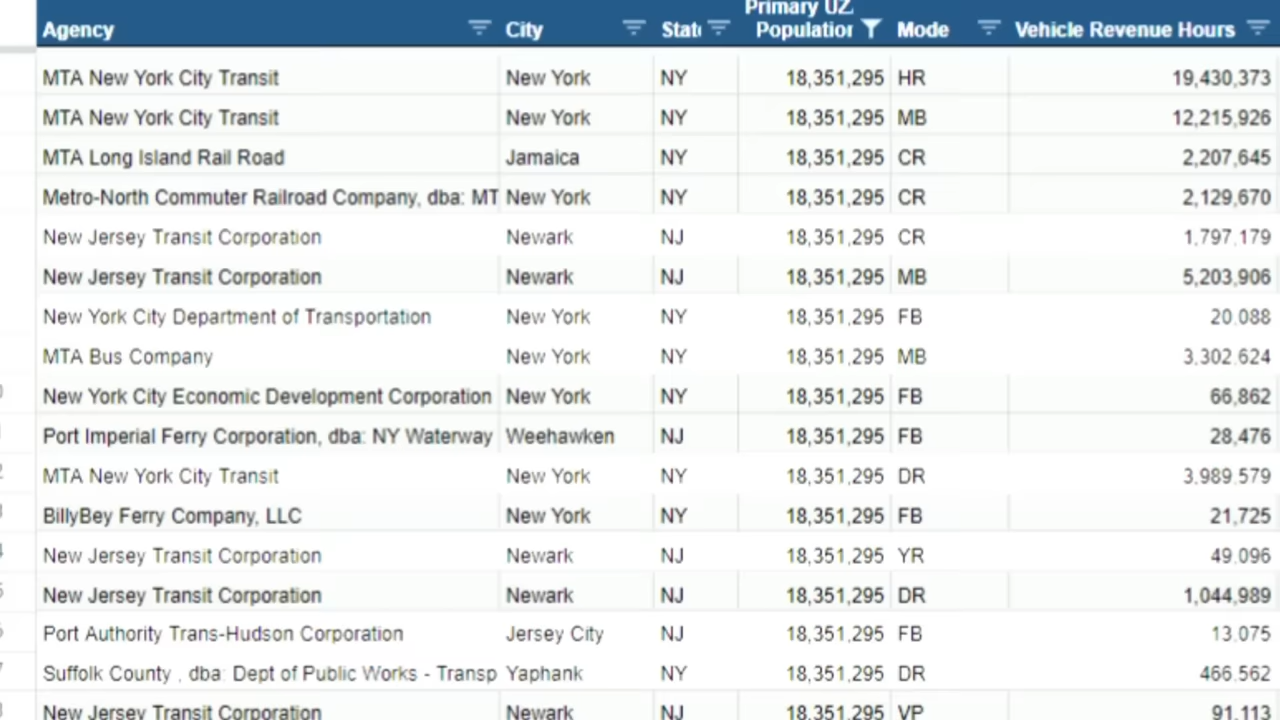 Primary UZ
Agency City State Population Mode Vehicle Revenue Hours
MTA New York City Transit New York NY 18,351,295 HR 19,430,373
MTA New York City Transit New York NY 18,351,295 MB 12,215,926
MTA Long Island Rail Road Jamaica NY 18,351,295 CR 2,207,645
Metro-North Commuter Railroad Company, dba: MT New York NY 18,351,295 CR 2,129,670
New Jersey Transit Corporation Newark NJ 18,351,295 CR 1,797,179
New Jersey Transit Corporation Newark NJ 18,351,295 MB 5,203,906
New York City Department of Transportation New York NY 18,351,295 FB 20,088
MTA Bus Company New York NY 18,351,295 MB 3,302,624
New York City Economic Development Corporation New York NY 18,351,295 FB 66,862
Port Imperial Ferry Corporation, dba: NY Waterway Weehawken NJ 18,351,295 FB 28,476
MTA New York City Transit New York NY 18,351,295 DR 3,989,579
BillyBey Ferry Company, LLC New York NY 18,351,295 FB 21,725
New Jersey Transit Corporation Newark NJ 18,351,295 YR 49,096
New Jersey Transit Corporation Newark NJ 18,351,295 DR 1,044,989
Port Authority Trans-Hudson Corporation Jersey City NJ 18,351,295 FB 13,075
Suffolk County , dba: Dept of Public Works - Transp Yaphank NY 18,351,295 DR 466,562
New Jersey Transit Corporation Newark NJ 18,351,295 VP 91,113